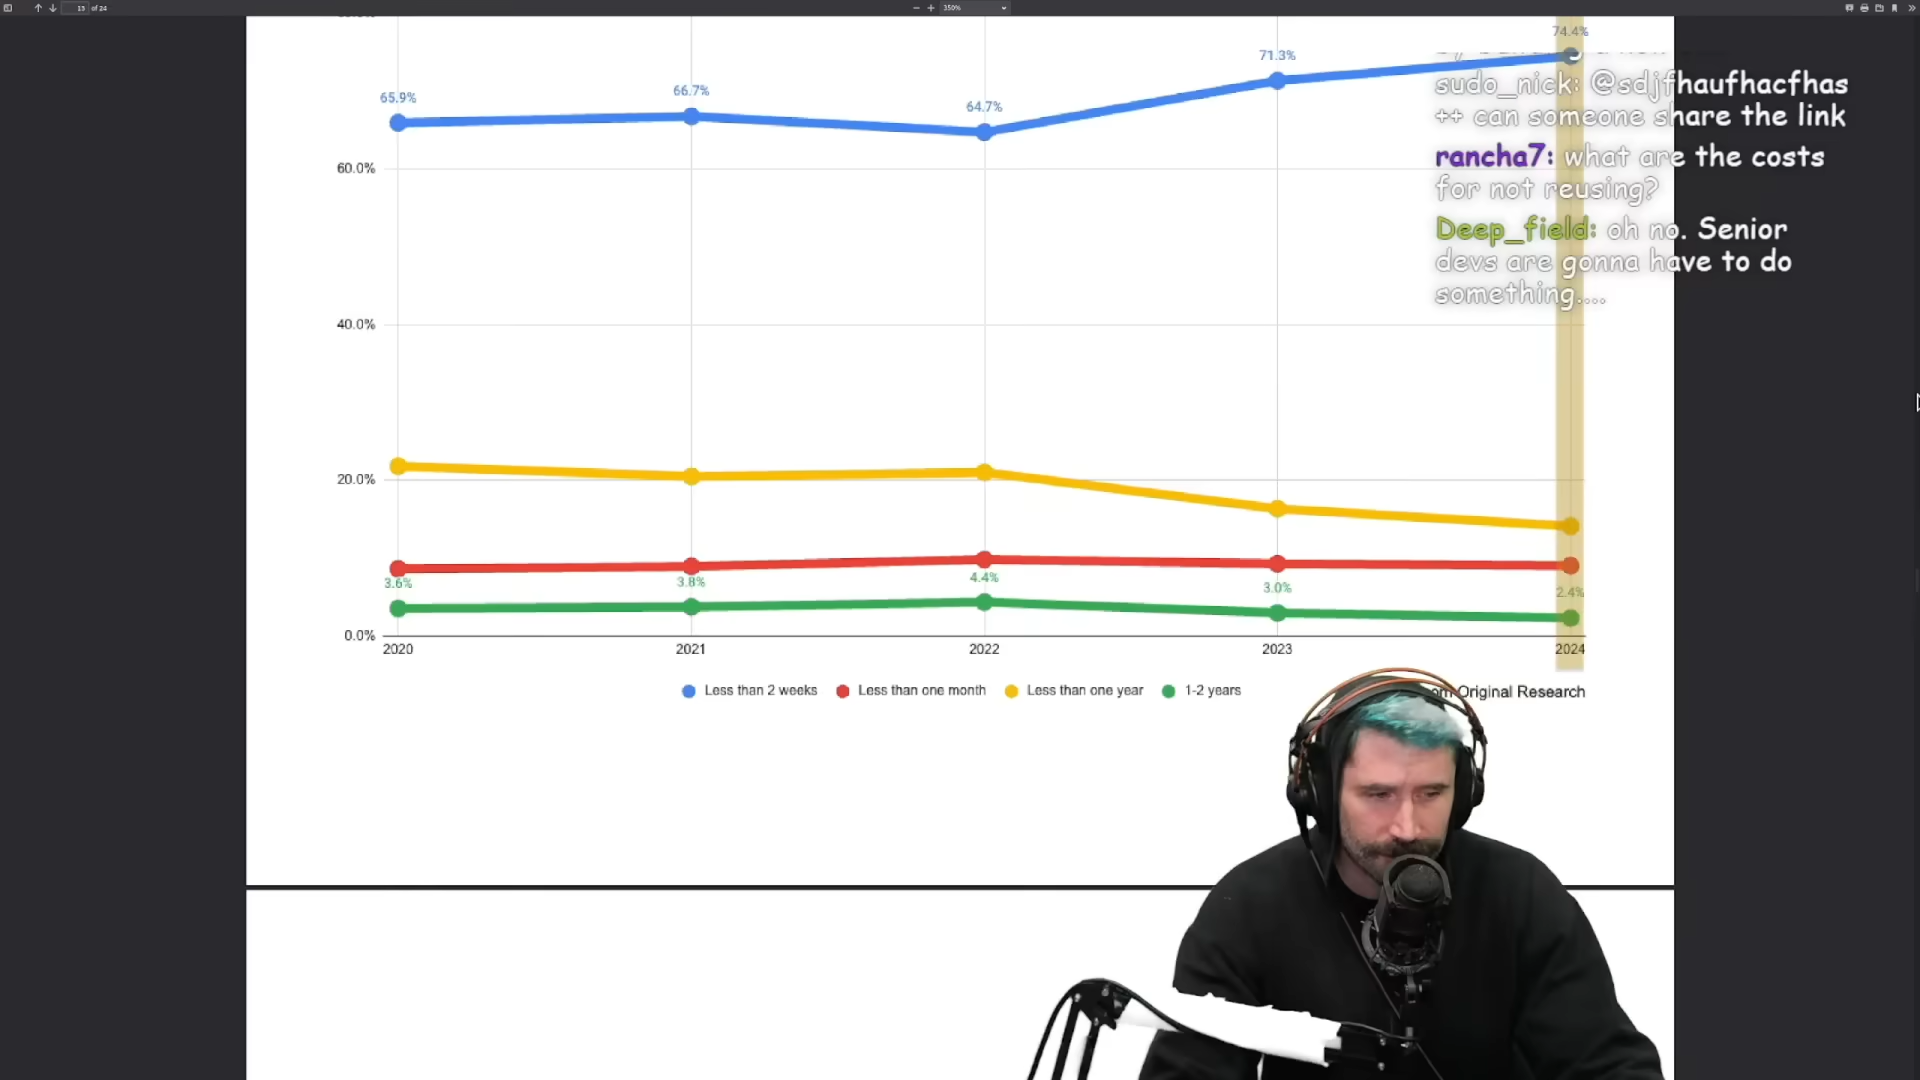 13 of 24
350%
74.4%
71.3%
66.7%
65.9%
64.7%
sudo_nick: @sdjfhaufhacfhas
++ can someone share the link
rancha7: what are the costs
for not reusing?
Deep_field: oh no. Senior
devs are gonna have to do
something....
60.0%
40.0%
20.0%
3.6%
3.8%
4.4%
3.0%
2.4%
0.0%
2020
2021
2022
2023
2024
Less than 2 weeks
Less than one month
Less than one year
1-2 years
Original Research